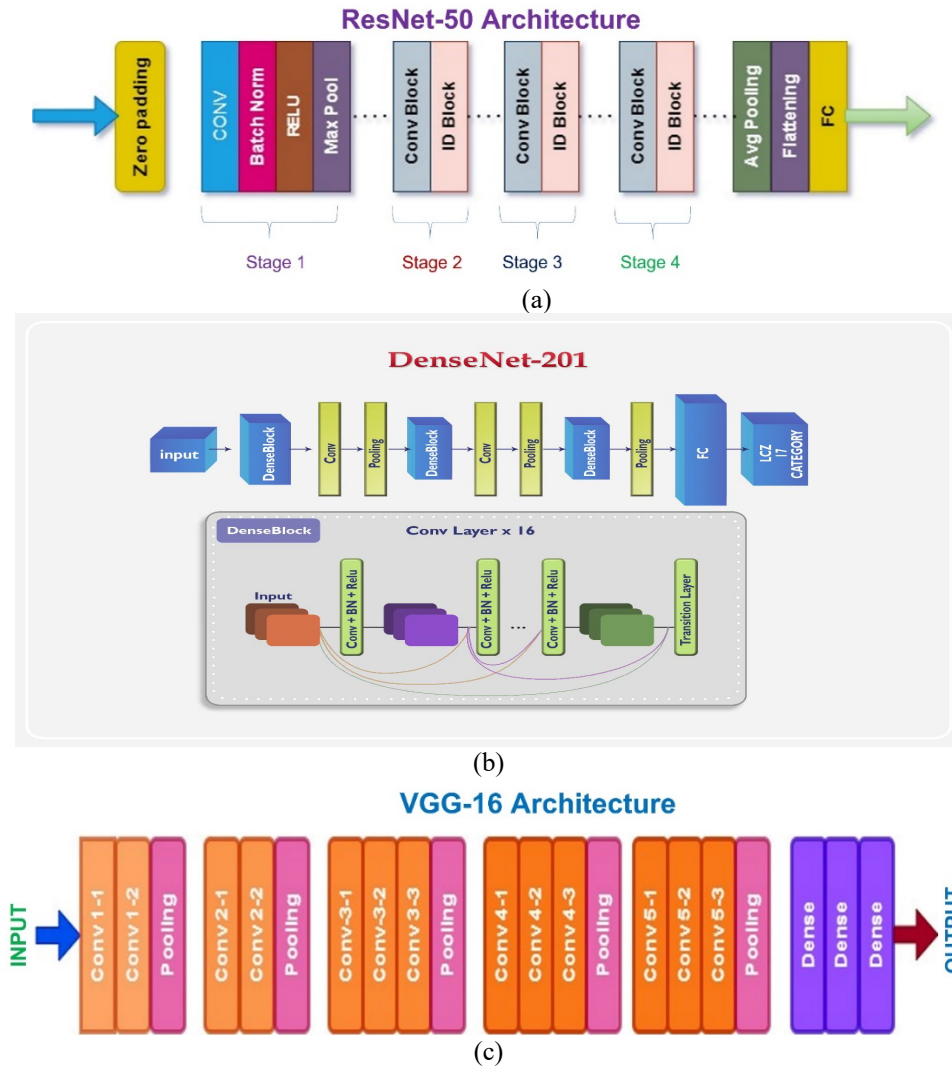 ResNet-50 Architecture
Zero padding
CONV
Batch Norm
RELU
Max Pool
Conv Block
ID Block
Conv Block
ID Block
Conv Block
ID Block
Avg Pooling
Flattening
FC
Stage 1
Stage 2
Stage 3
Stage 4
(a)
DenseNet-201
input
DenseBlock
Conv
Pooling
DenseBlock
Conv
Pooling
DenseBlock
Pooling
FC
LCZ
17
CATEGORY
DenseBlock
Conv Layer x 16
Input
Conv + BN + Relu
Conv + BN + Relu
...
Conv + BN + Relu
Transition Layer
(b)
VGG-16 Architecture
INPUT
Conv 1-1
Conv 1-2
Pooling
Conv 2-1
Conv 2-2
Pooling
Conv-3-1
Conv-3-2
Conv 3-3
Pooling
Conv 4-1
Conv 4-2
Conv 4-3
Pooling
Conv 5-1
Conv 5-2
Conv 5-3
Pooling
Dense
Dense
Dense
OUTPUT
(c)